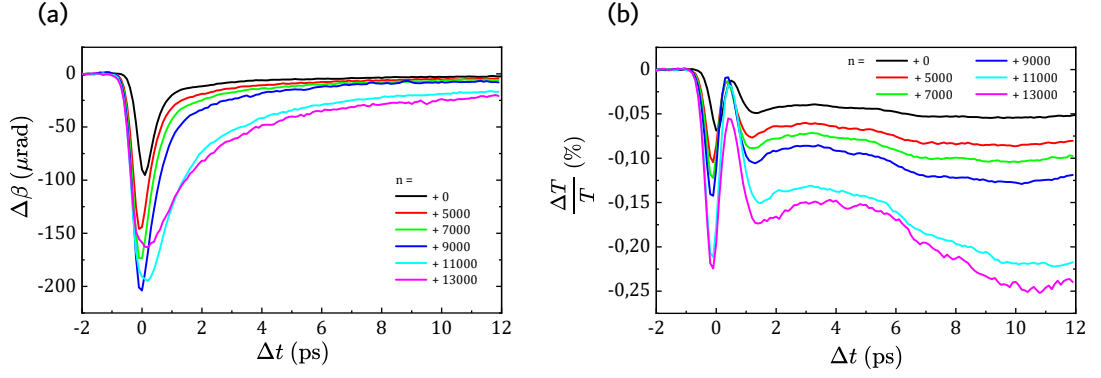 (a)
0
-50
-100
-150
-200
Δβ (μrad)
n =
+ 0
+ 5000
+ 7000
+ 9000
+ 11000
+ 13000
-2 0 2 4 6 8 10 12
Δt (ps)
(b)
0,00
-0,05
-0,10
-0,15
-0,20
-0,25
ΔT/T (%)
n = + 0 + 9000
+ 5000 + 11000
+ 7000 + 13000
-2 0 2 4 6 8 10 12
Δt (ps)